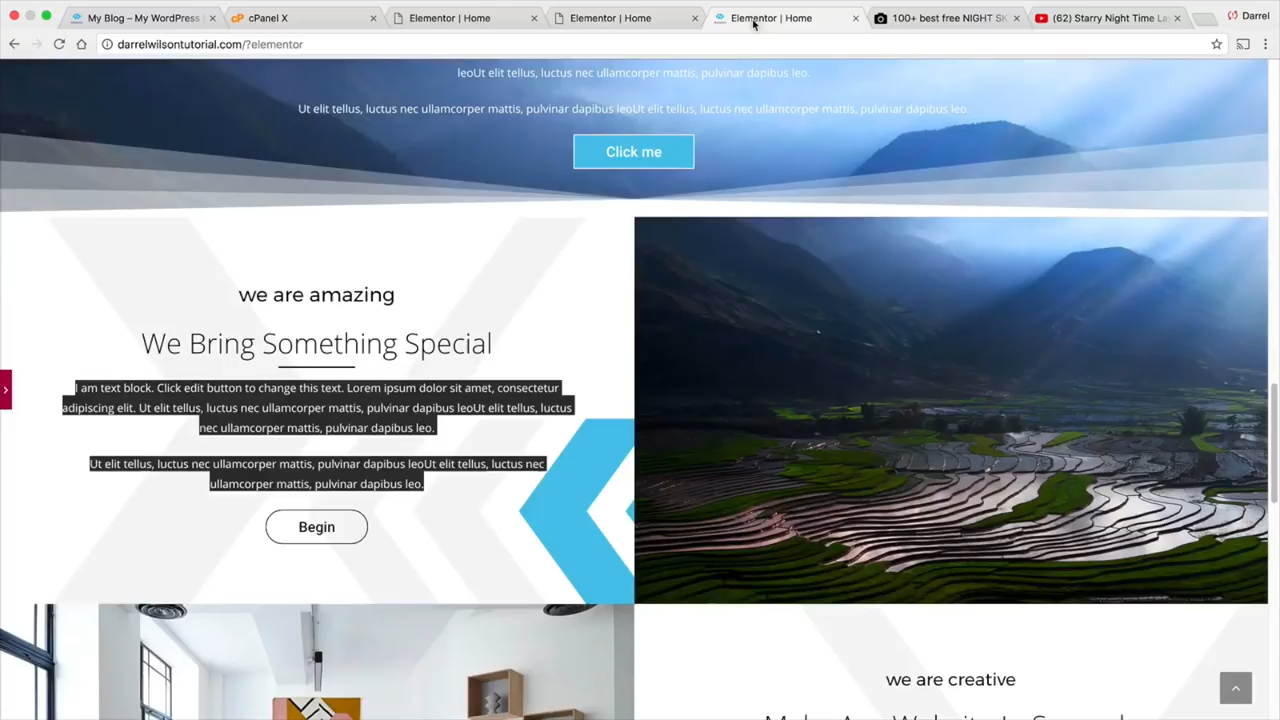 My Blog – My WordPress
cPanel X
Elementor | Home
Elementor | Home
Elementor | Home
100+ best free NIGHT SK
(62) Starry Night Time La
Darrel
darrelwilsontutorial.com/?elementor
leoUt elit tellus, luctus nec ullamcorper mattis, pulvinar dapibus leo.
Ut elit tellus, luctus nec ullamcorper mattis, pulvinar dapibus leoUt elit tellus, luctus nec ullamcorper mattis, pulvinar dapibus leo.
Click me
we are amazing
We Bring Something Special
I am text block. Click edit button to change this text. Lorem ipsum dolor sit amet, consectetur
adipiscing elit. Ut elit tellus, luctus nec ullamcorper mattis, pulvinar dapibus leoUt elit tellus, luctus
nec ullamcorper mattis, pulvinar dapibus leo.
Ut elit tellus, luctus nec ullamcorper mattis, pulvinar dapibus leoUt elit tellus, luctus nec
ullamcorper mattis, pulvinar dapibus leo.
Begin
we are creative